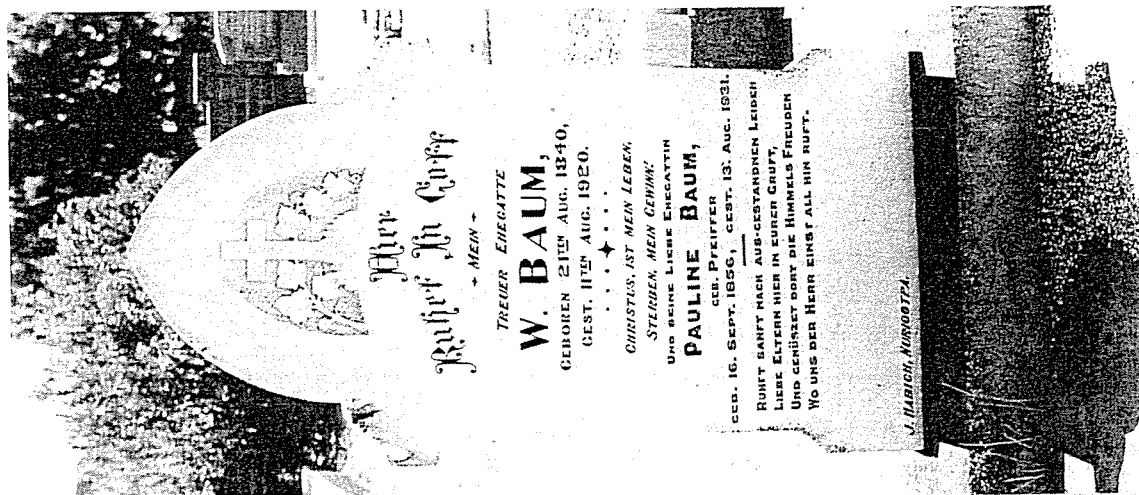 Hier
Ruhet In Gott
MEIN
TREUER EHEGATTE
W. BAUM,
GEBOREN 21TEN AUG. 1840,
GEST. 11TEN AUG. 1920.
CHRISTUS, IST MEIN LEBEN,
STERBEN, MEIN GEWINN!
UND SEINE LIEBE EHEGATTIN
PAULINE BAUM,
GEB. PFEIFFER
GEB. 16. SEPT. 1856, GEST. 13. AUG. 1931.
RUHET SANFT NACH AUS-GESTANDNEN LEIDEN
LIEBE ELTERN HIER IN EURER GRUFT,
UND GENÜSZET DORT DIE HIMMELS FREUDEN
WO UNS DER HERR EINST ALL HIN RUFT.
J. HABICH, NURIOOTPA.